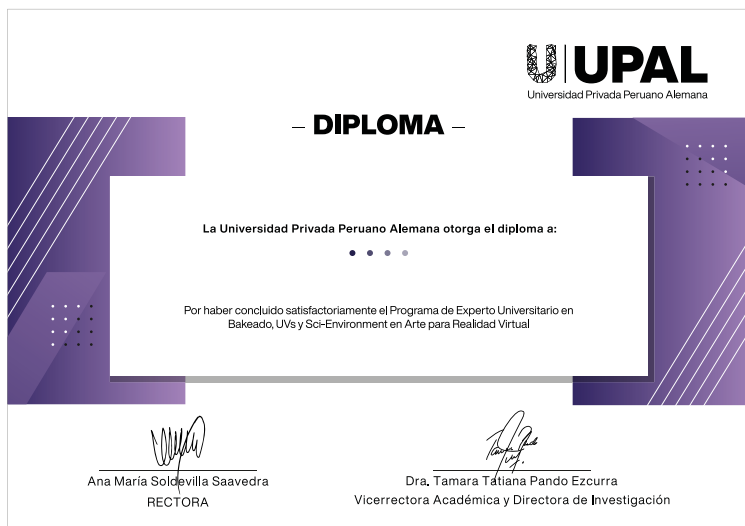 UPAL
Universidad Privada Peruano Alemana
– DIPLOMA –
La Universidad Privada Peruano Alemana otorga el diploma a:
Por haber concluido satisfactoriamente el Programa de Experto Universitario en
Bakeado, UVs y Sci-Environment en Arte para Realidad Virtual
Ana María Soldevilla Saavedra
RECTORA
Dra. Tamara Tatiana Pando Ezcurra
Vicerrectora Académica y Directora de Investigación